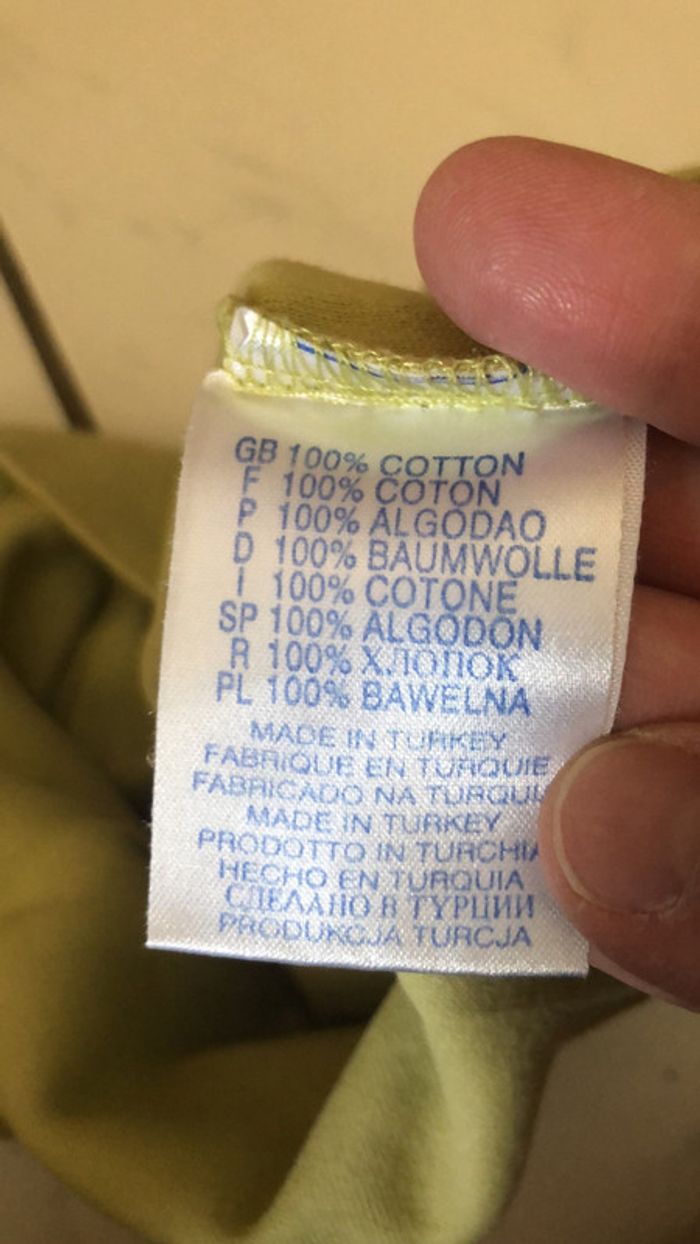 GB 100% COTTON
F 100% COTON
P 100% ALGODAO
D 100% BAUMWOLLE
I 100% COTONE
SP 100% ALGODON
R 100% ХЛОПОК
PL 100% BAWELNA
MADE IN TURKEY
FABRIQUE EN TURQUIE
FABRICADO NA
MADE IN TURKEY
PRODOTTO IN TURCHIA
HECHO EN TURQUIA
СДЕЛАНО В ТУРЦИИ
PRODUKCJA TURCJA